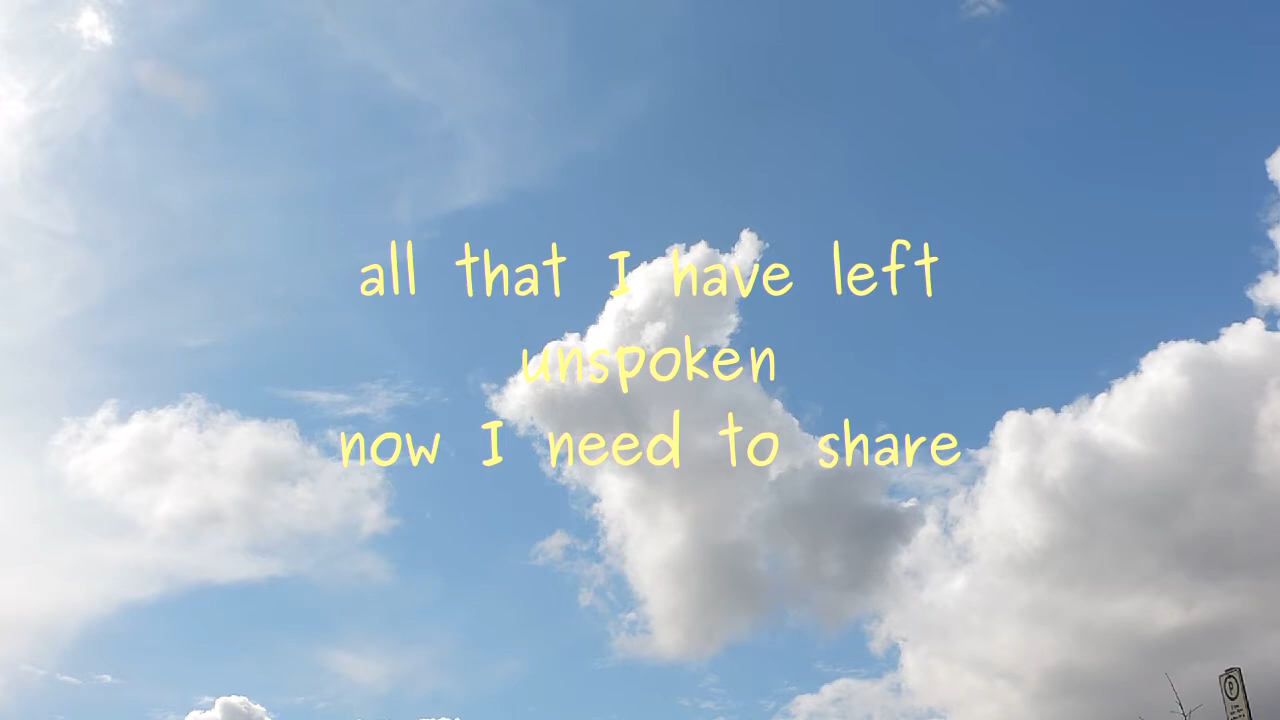 all that I have left
unspoken
now I need to share